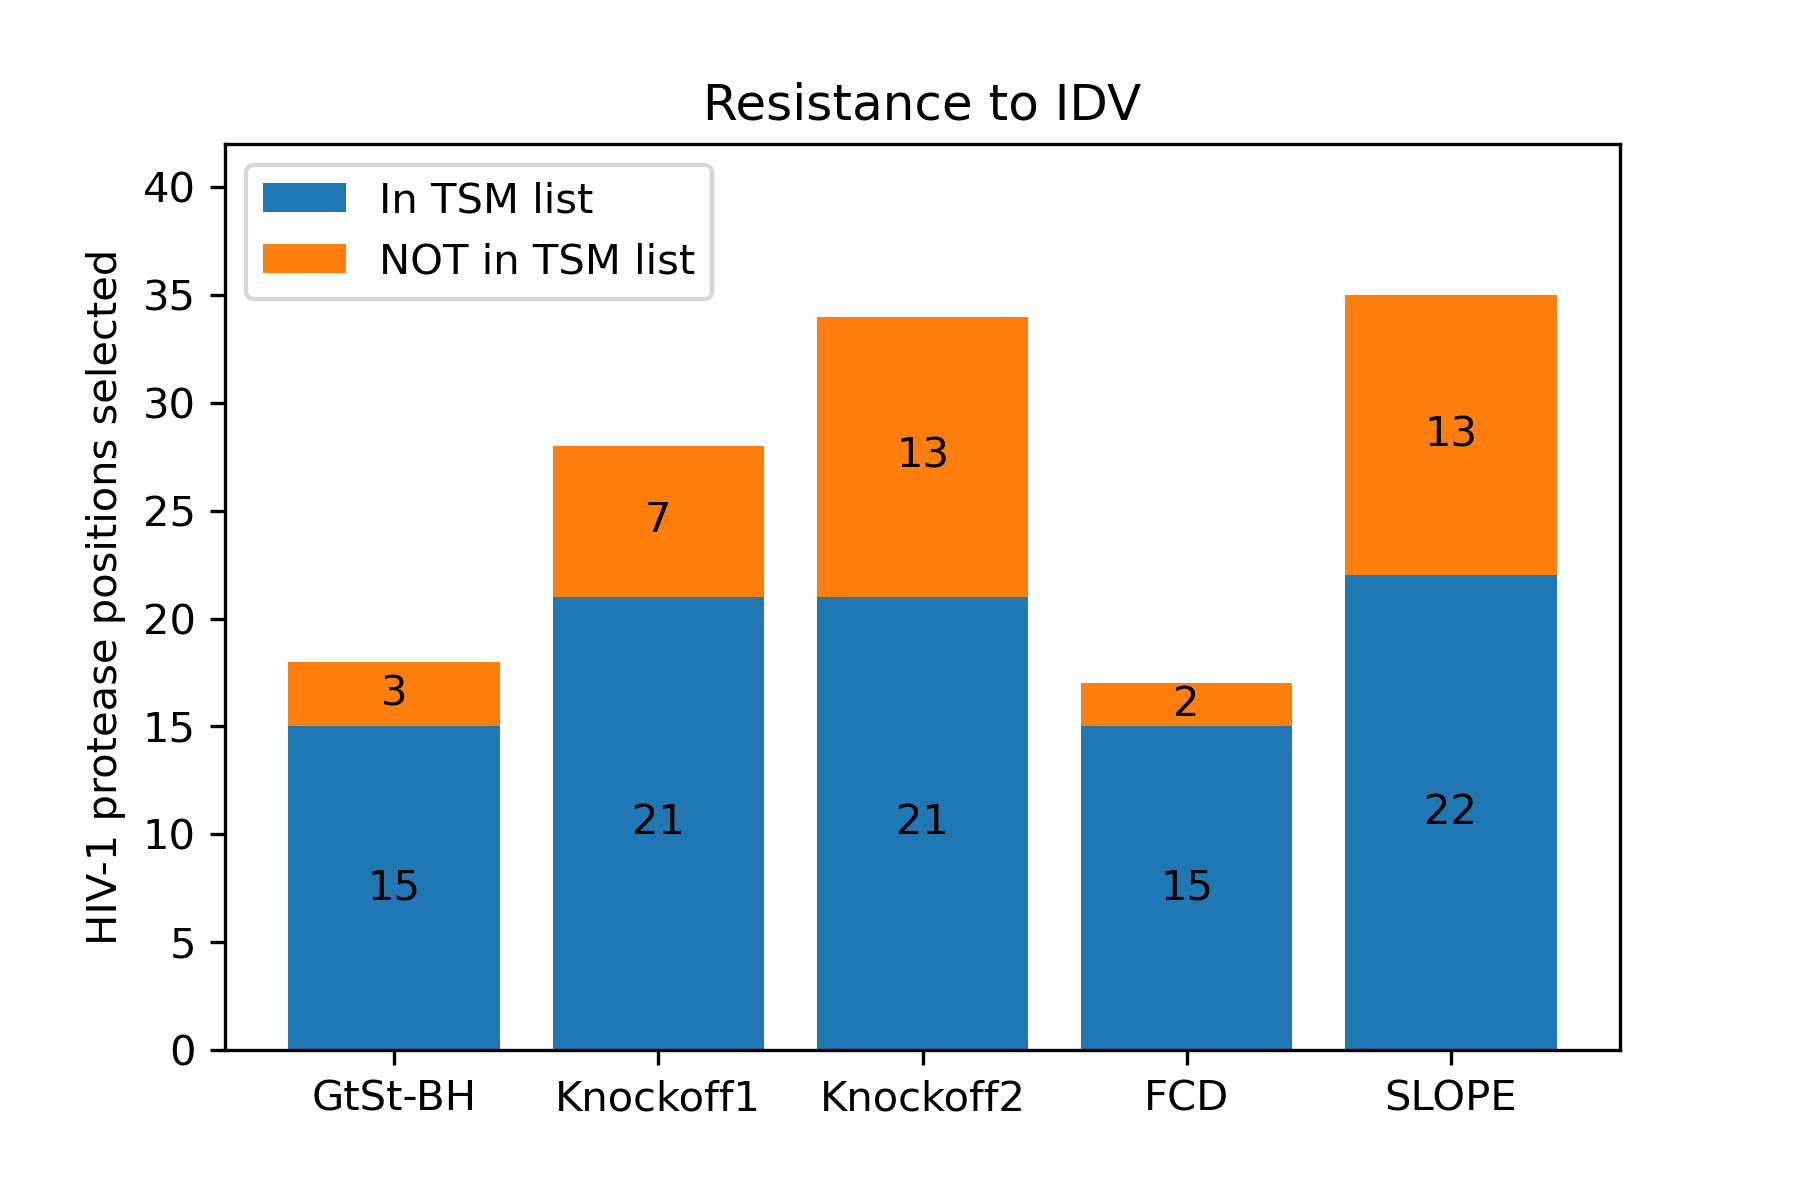 Resistance to IDV
In TSM list
NOT in TSM list
HIV-1 protease positions selected
40
35
30
25
20
15
10
5
0
3
15
7
21
13
21
2
15
13
22
GtSt-BH
Knockoff1
Knockoff2
FCD
SLOPE